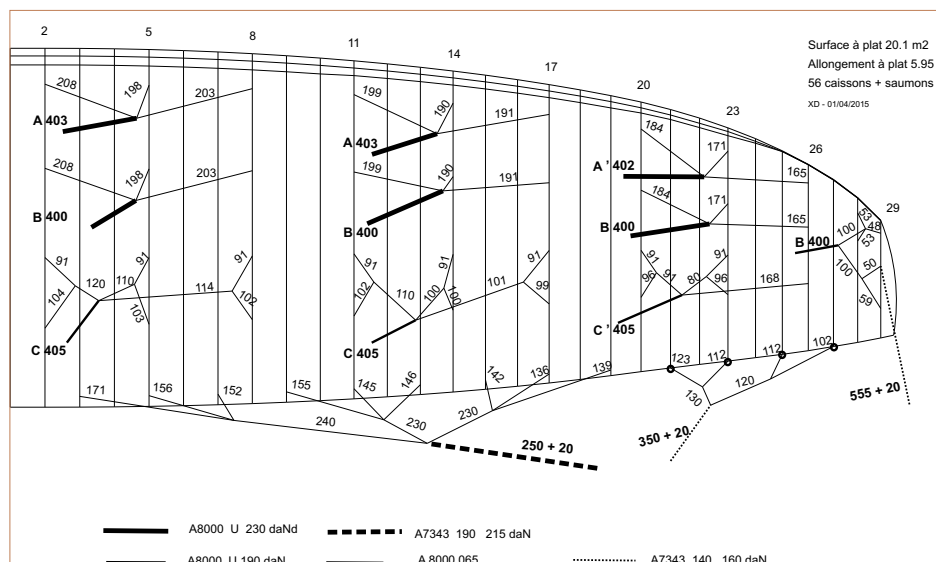 2 5 8 11 14 17 20 23 26 29
Surface à plat 20.1 m2
Allongement à plat 5.95
56 caissons + saumons
XD - 01/04/2015
208 198 203
A 403
199 190 191
A 403
184 171 165
A ' 402
208 198 203
B 400
199 190 191
B 400
184 171 165
B 400
53 48 53 100
B 400
100 50 59
91 104 120 110 91 103 114 91 102
C 405
91 102 110 100 91 100 101 91 99
C 405
91 96 91 80 91 96 168
C ' 405
171 156 152 155 145 146 142 136 139 123 112 112 102
240 230 230 130 120
250 + 20
350 + 20
555 + 20
A8000 U 230 daNd
A7343 190 215 daN
A8000 U 190 daN
A 8000 065
A7343 140 160 daN